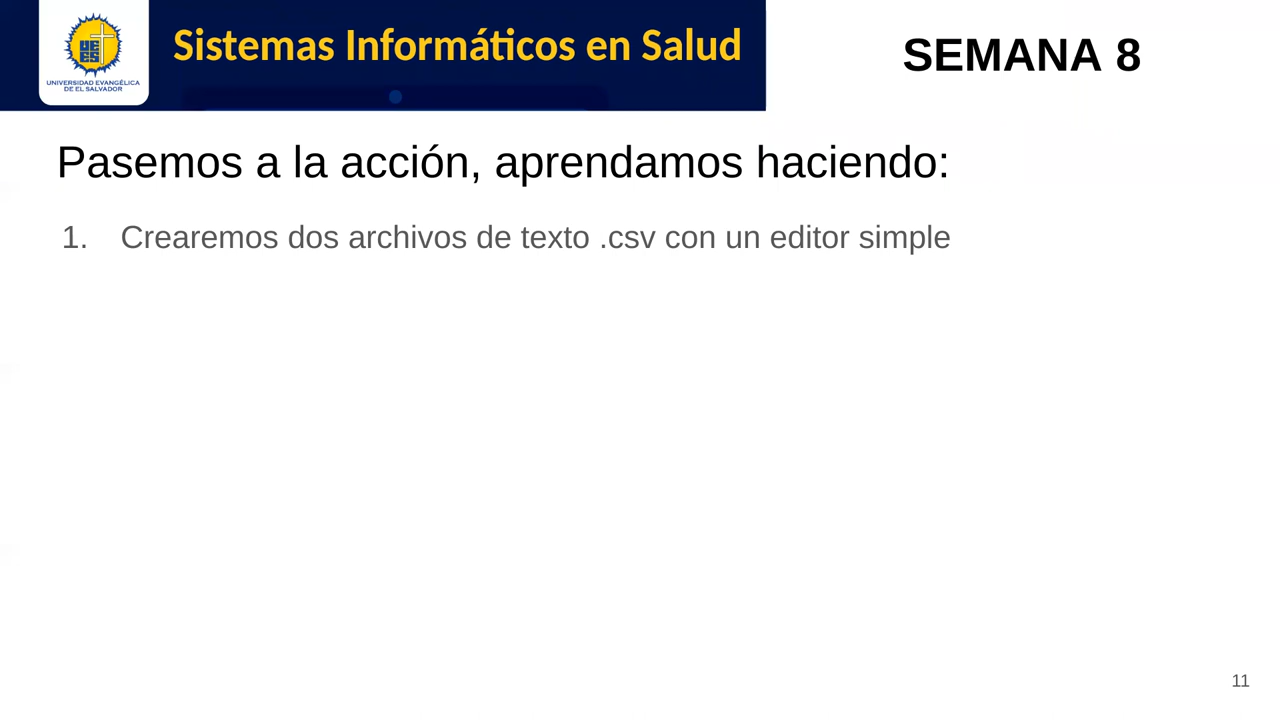 UNIVERSIDAD EVANGÉLICA
DE EL SALVADOR
Sistemas Informáticos en Salud
SEMANA 8
Pasemos a la acción, aprendamos haciendo:
1. Crearemos dos archivos de texto .csv con un editor simple
11